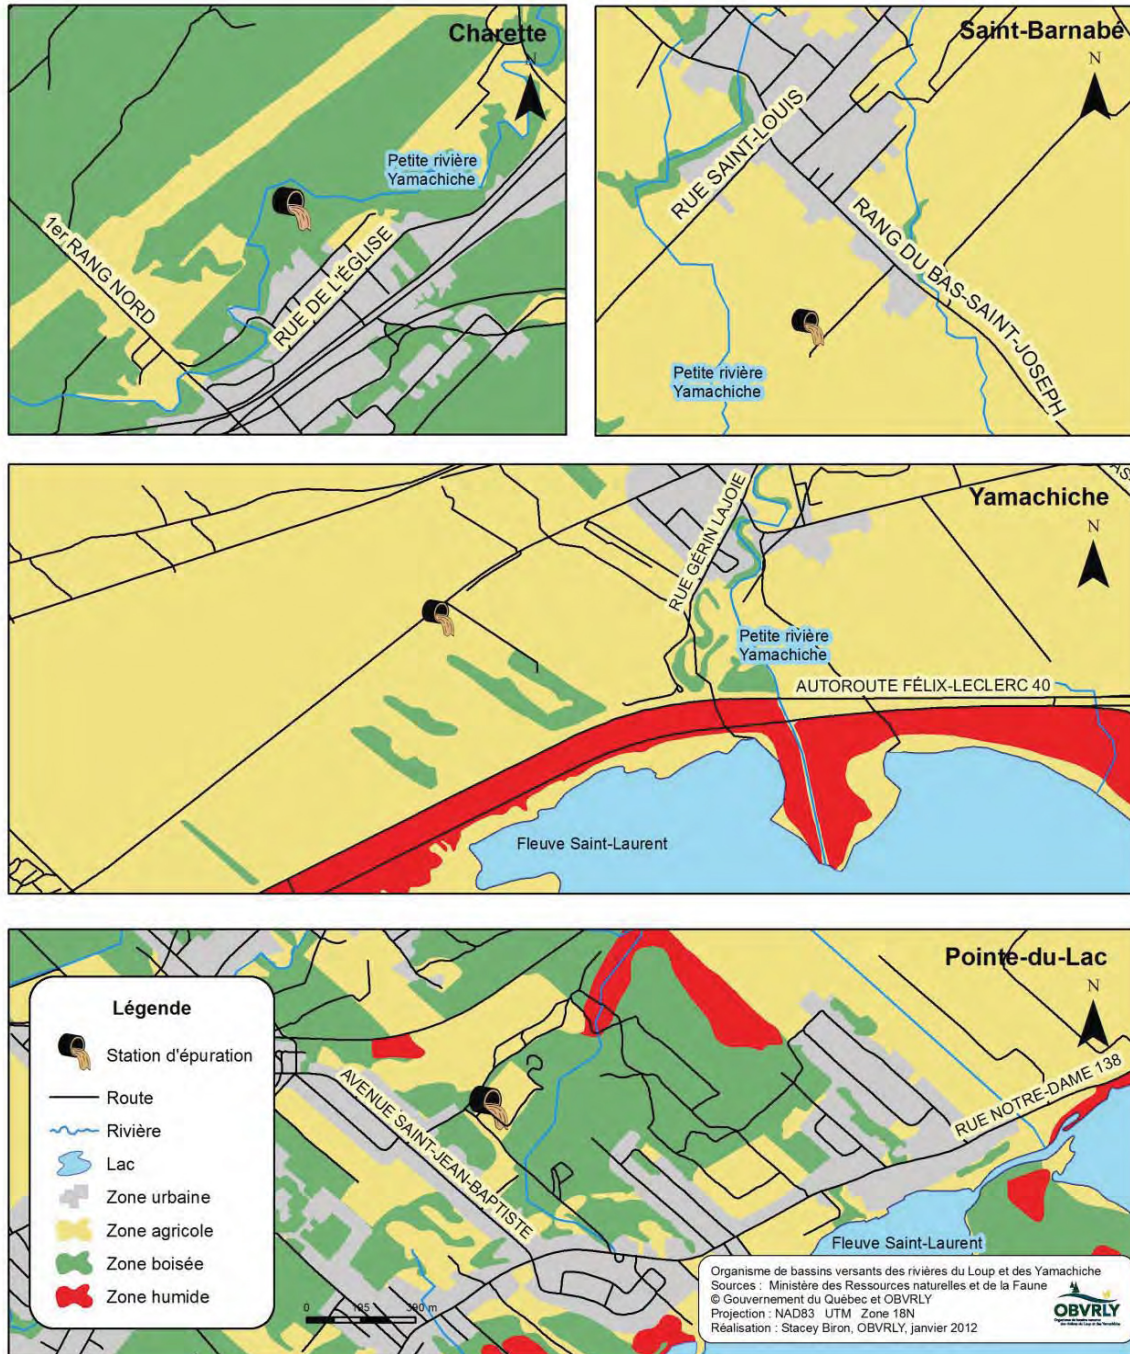 Charette
N
Petite rivière
Yamachiche
1er RANG NORD
RUE DE L'ÉGLISE
Saint-Barnabé
N
RUE SAINT-LOUIS
RANG DU BAS-SAINT-JOSEPH
Petite rivière
Yamachiche
Yamachiche
N
RUE GÉRIN LAJOIE
Petite rivière
Yamachiche
AUTOROUTE FÉLIX-LECLERC 40
Fleuve Saint-Laurent
Pointe-du-Lac
N
AVENUE SAINT-JEAN-BAPTISTE
RUE NOTRE-DAME 138
Fleuve Saint-Laurent
Légende
Station d'épuration
Route
Rivière
Lac
Zone urbaine
Zone agricole
Zone boisée
Zone humide
0 195 390 m
Organisme de bassins versants des rivières du Loup et des Yamachiche
Sources : Ministère des Ressources naturelles et de la Faune
© Gouvernement du Québec et OBVRLY
Projection : NAD83 UTM Zone 18N
Réalisation : Stacey Biron, OBVRLY, janvier 2012
OBVRLY